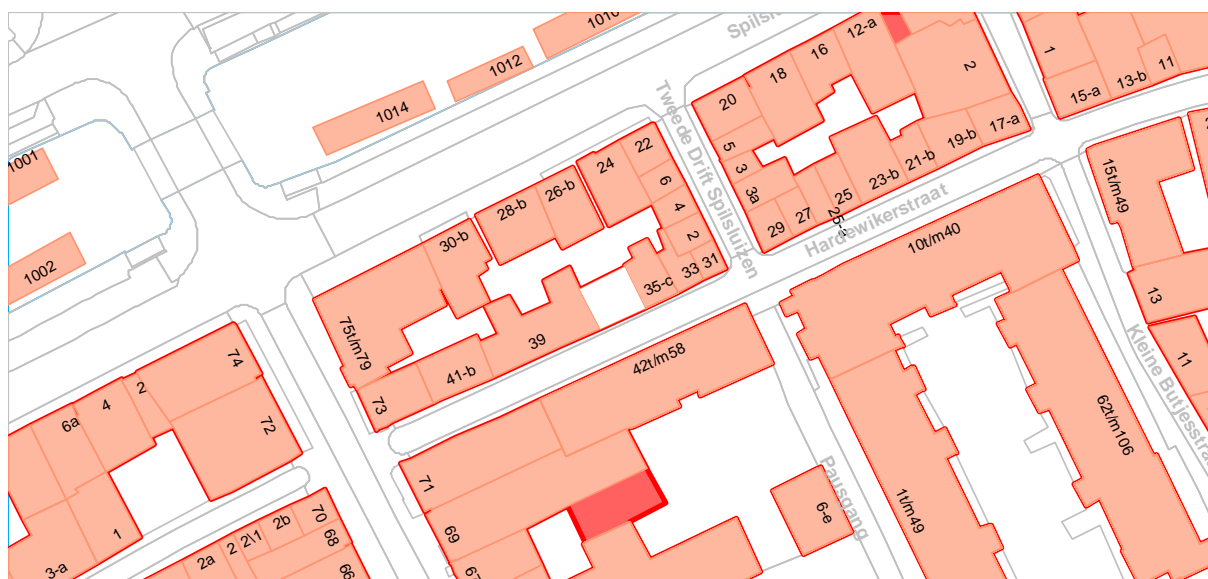 1010
Spilsluizen
12-a
16
18
20
2
1
15-a
13-b
11
1012
1014
Tweede Drift Spilsluizen
5
3
3a
29
27
25
25-a
23-b
21-b
19-b
17-a
Hardewikerstraat
22
24
6
4
2
31
33
35-c
26-b
28-b
30-b
75t/m79
39
41-b
73
1001
1002
15t/m49
13
11
Kleine Butjesstraat
10t/m40
62t/m106
1t/m49
Pausgang
6-e
42t/m58
71
69
67
74
72
2
4
6a
1
3-a
70
68
66
2b
2\1
2
2a